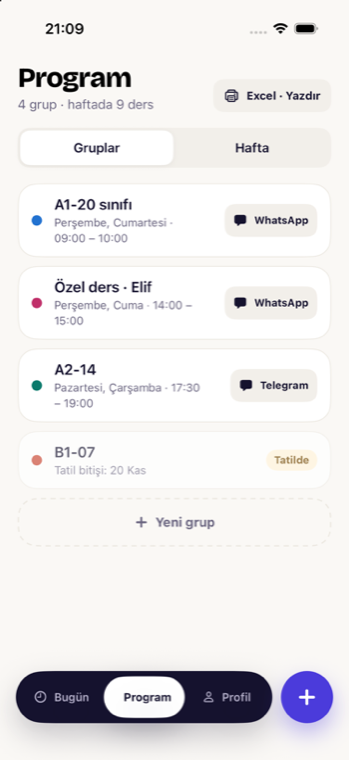 21:09
Program
4 grup · haftada 9 ders
Excel · Yazdır
Gruplar
Hafta
A1-20 sınıfı
Perşembe, Cumartesi ·
09:00 – 10:00
WhatsApp
Özel ders · Elif
Perşembe, Cuma · 14:00 –
15:00
WhatsApp
A2-14
Pazartesi, Çarşamba · 17:30
– 19:00
Telegram
B1-07
Tatil bitişi: 20 Kas
Tatilde
+ Yeni grup
Bugün
Program
Profil
+